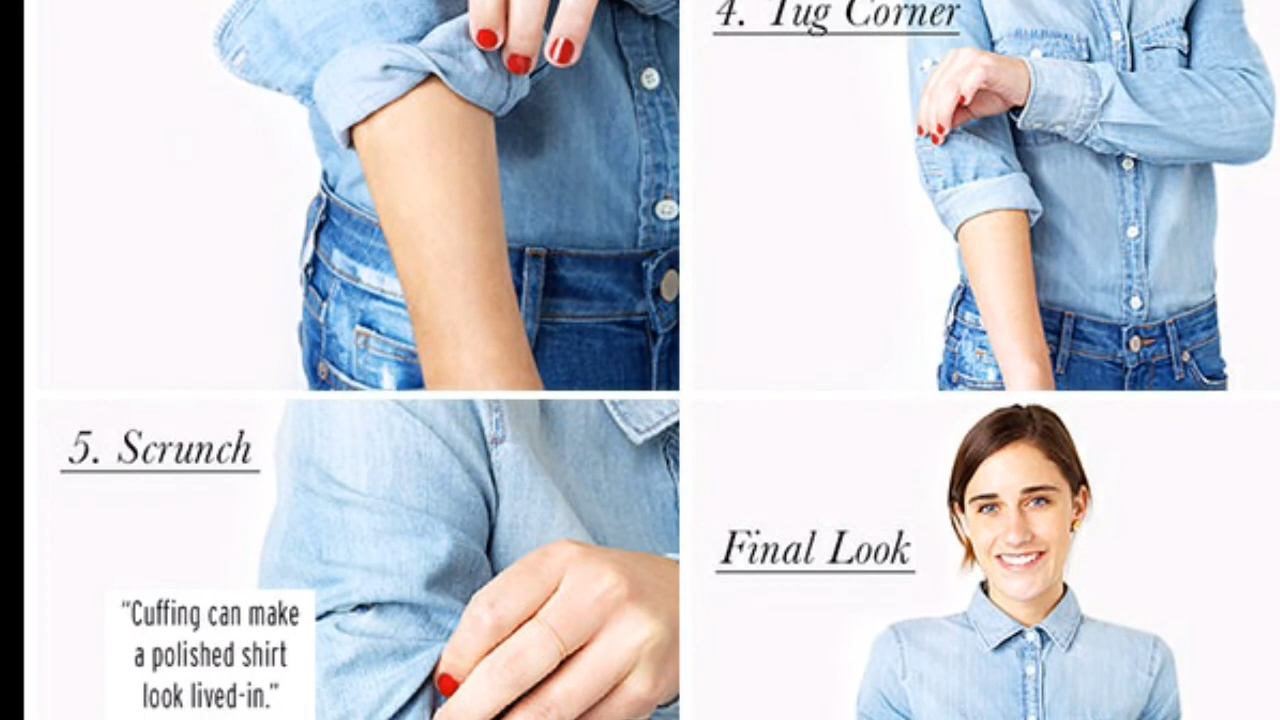 4. Tug Corner
5. Scrunch
"Cuffing can make
a polished shirt
look lived-in."
Final Look